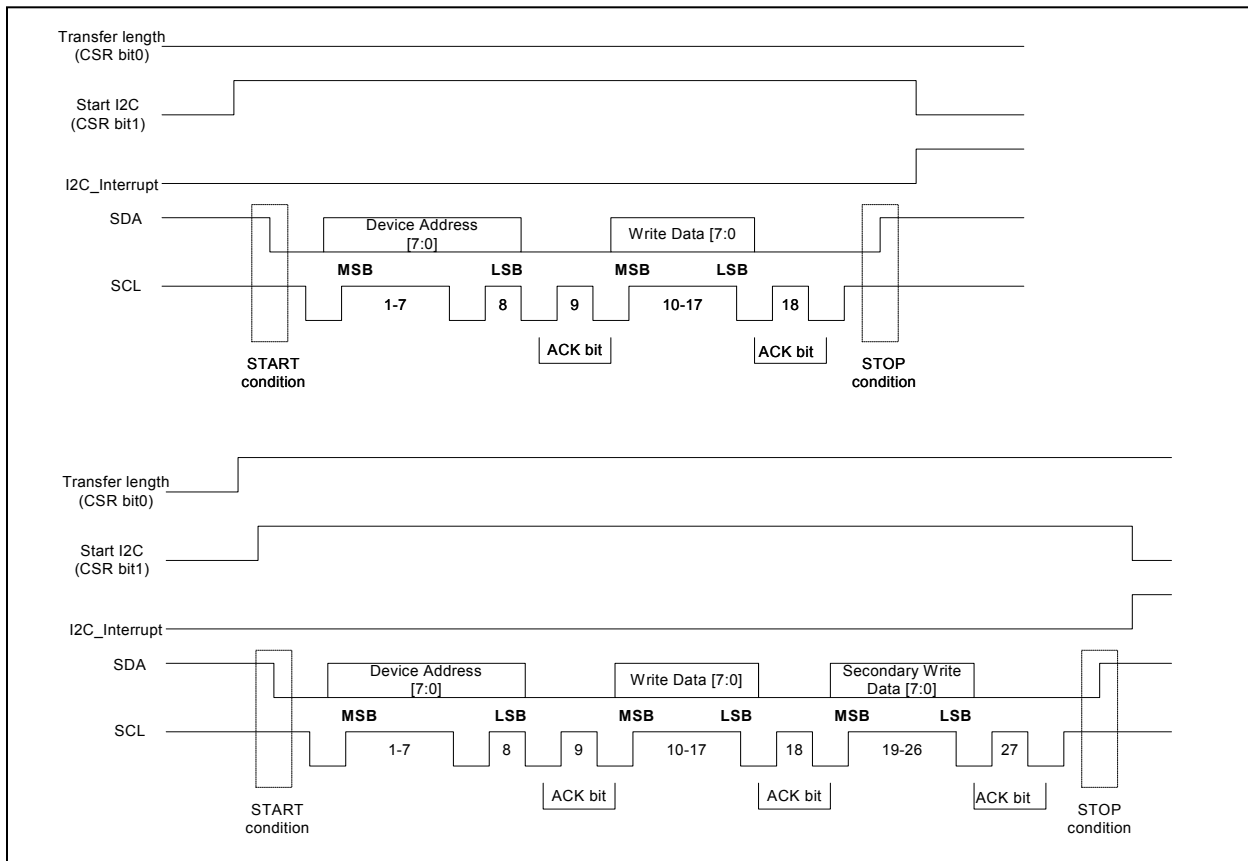 Transfer length
(CSR bit0)
Start I2C
(CSR bit1)
I2C_Interrupt
SDA
Device Address
[7:0]
Write Data [7:0
MSB
LSB
MSB
LSB
SCL
1-7
8
9
10-17
18
ACK bit
ACK bit
START
condition
STOP
condition
Transfer length
(CSR bit0)
Start I2C
(CSR bit1)
I2C_Interrupt
SDA
Device Address
[7:0]
Write Data [7:0]
Secondary Write
Data [7:0]
MSB
LSB
MSB
LSB
MSB
LSB
SCL
1-7
8
9
10-17
18
19-26
27
ACK bit
ACK bit
ACK bit
START
condition
STOP
condition